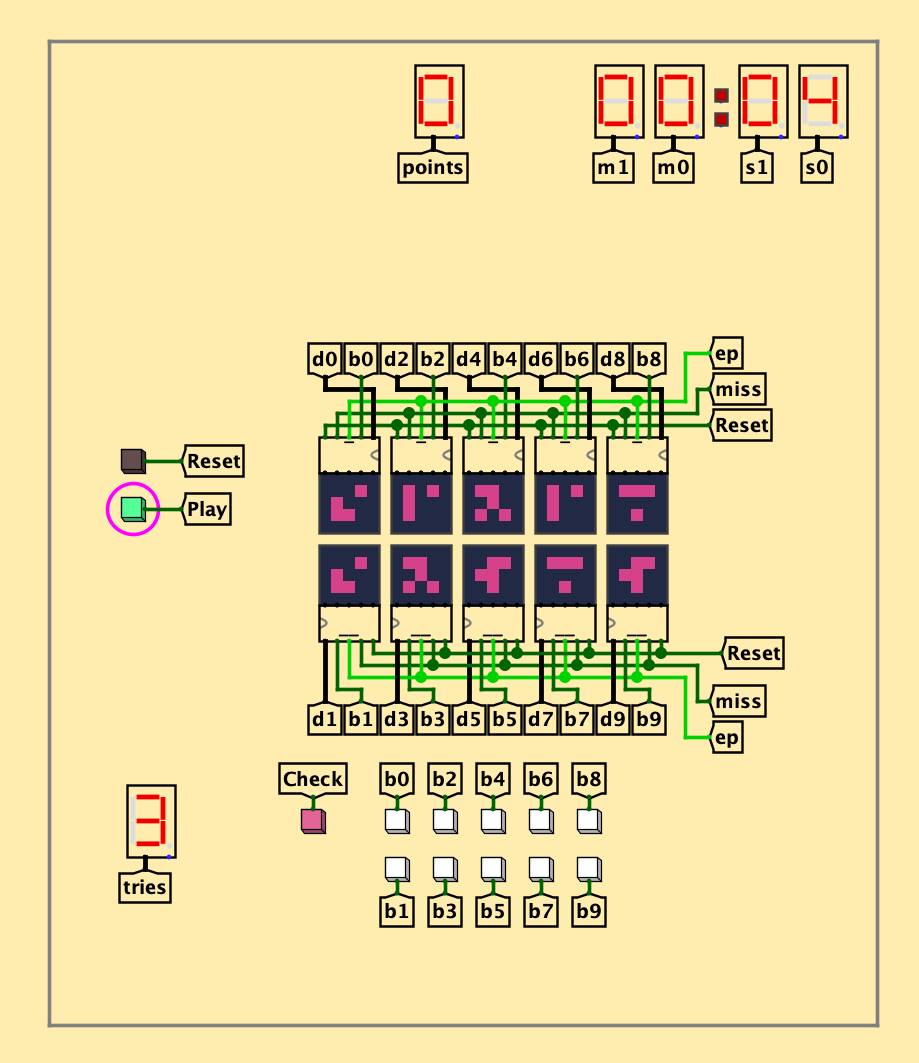 0 00:04
points m1 m0 s1 s0
d0 b0 d2 b2 d4 b4 d6 b6 d8 b8 ep
miss
Reset
Reset
Play
Reset
miss
d1 b1 d3 b3 d5 b5 d7 b7 d9 b9
ep
Check b0 b2 b4 b6 b8
3
tries
b1 b3 b5 b7 b9